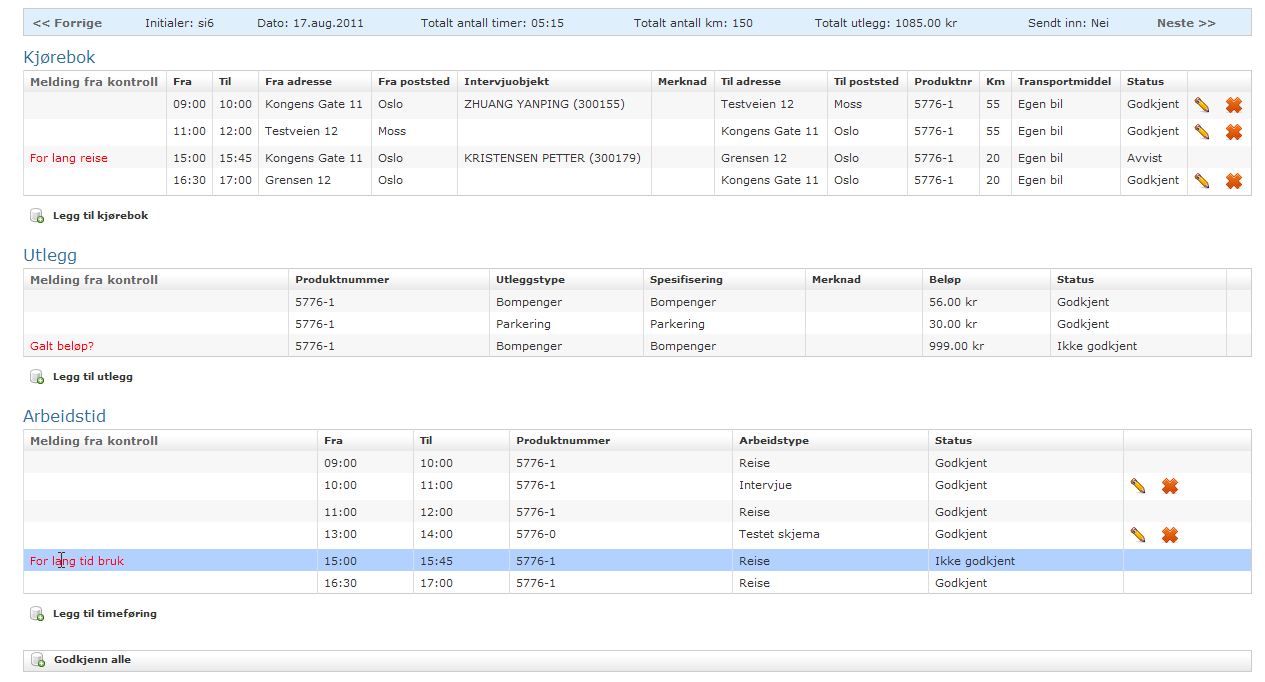 << Forrige Initialer: si6 Dato: 17.aug.2011 Totalt antall timer: 05:15 Totalt antall km: 150 Totalt utlegg: 1085.00 kr Sendt inn: Nei Neste >>
Kjørebok
Melding fra kontroll Fra Til Fra adresse Fra poststed Intervjuobjekt Merknad Til adresse Til poststed Produktnr Km Transportmiddel Status
09:00 10:00 Kongens Gate 11 Oslo ZHUANG YANPING (300155) Testveien 12 Moss 5776-1 55 Egen bil Godkjent
11:00 12:00 Testveien 12 Moss Kongens Gate 11 Oslo 5776-1 55 Egen bil Godkjent
For lang reise 15:00 15:45 Kongens Gate 11 Oslo KRISTENSEN PETTER (300179) Grensen 12 Oslo 5776-1 20 Egen bil Avvist
16:30 17:00 Grensen 12 Oslo Kongens Gate 11 Oslo 5776-1 20 Egen bil Godkjent
Legg til kjørebok
Utlegg
Melding fra kontroll Produktnummer Utleggstype Spesifisering Merknad Beløp Status
5776-1 Bompenger Bompenger 56.00 kr Godkjent
5776-1 Parkering Parkering 30.00 kr Godkjent
Galt beløp? 5776-1 Bompenger Bompenger 999.00 kr Ikke godkjent
Legg til utlegg
Arbeidstid
Melding fra kontroll Fra Til Produktnummer Arbeidstype Status
09:00 10:00 5776-1 Reise Godkjent
10:00 11:00 5776-1 Intervjue Godkjent
11:00 12:00 5776-1 Reise Godkjent
13:00 14:00 5776-0 Testet skjema Godkjent
For lang tid bruk 15:00 15:45 5776-1 Reise Ikke godkjent
16:30 17:00 5776-1 Reise Godkjent
Legg til timeføring
Godkjenn alle